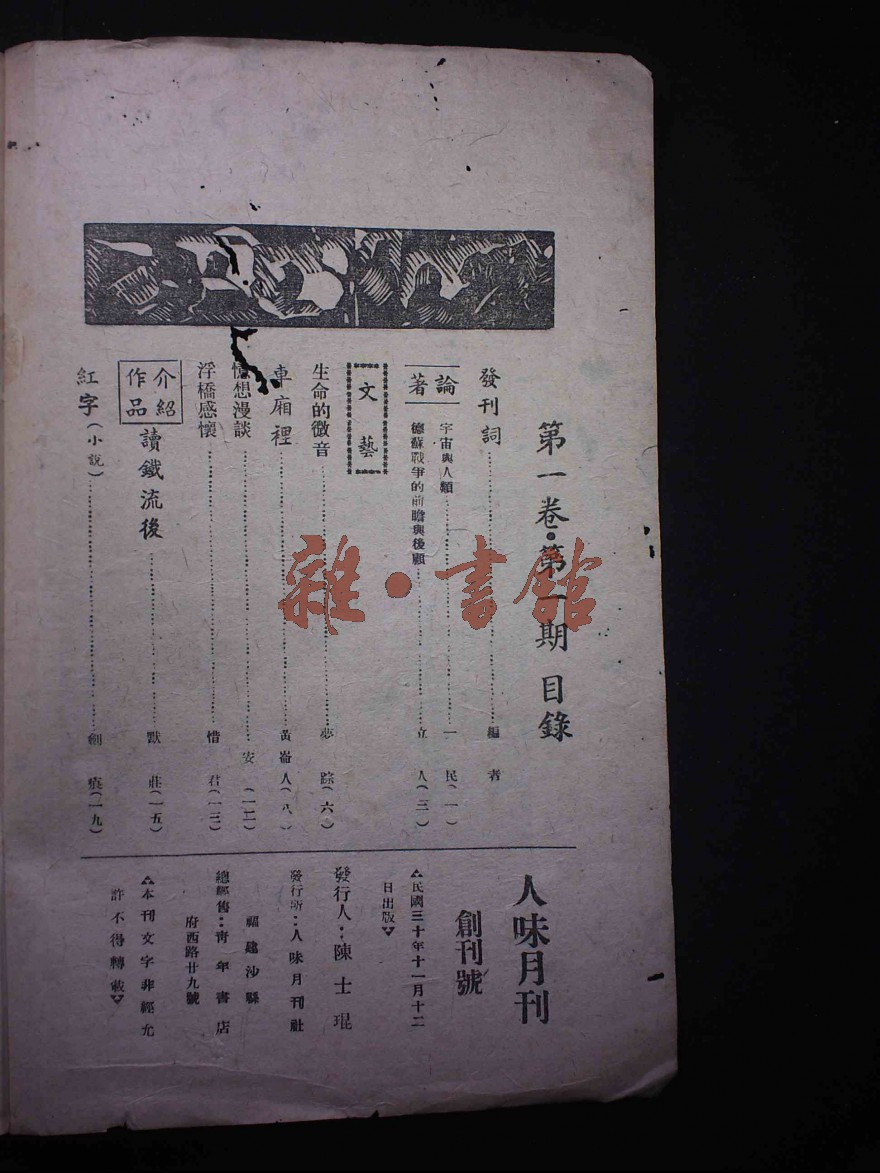 第一卷·第一期 目錄
發刊詞 編者
論著
宇宙與人類 一民(一)
德蘇戰爭的前瞻與後顧 立人(三)
文藝
生命的微音 夢踪(六)
車廂裡 黃崙人(八)
憶想漫談 安(一二)
浮橋感懷 惜君(一三)
介紹作品
讀鐵流後 默莊(一五)
紅字(小說) 劍痕(一九)
人味月刊
創刊號
民國三十年十一月十二
日出版
發行人:陳士琨
發行所:人味月刊社
福建沙縣
總經售:青年書店
府西路廿九號
本刊文字非經允
許不得轉載
雜·書館